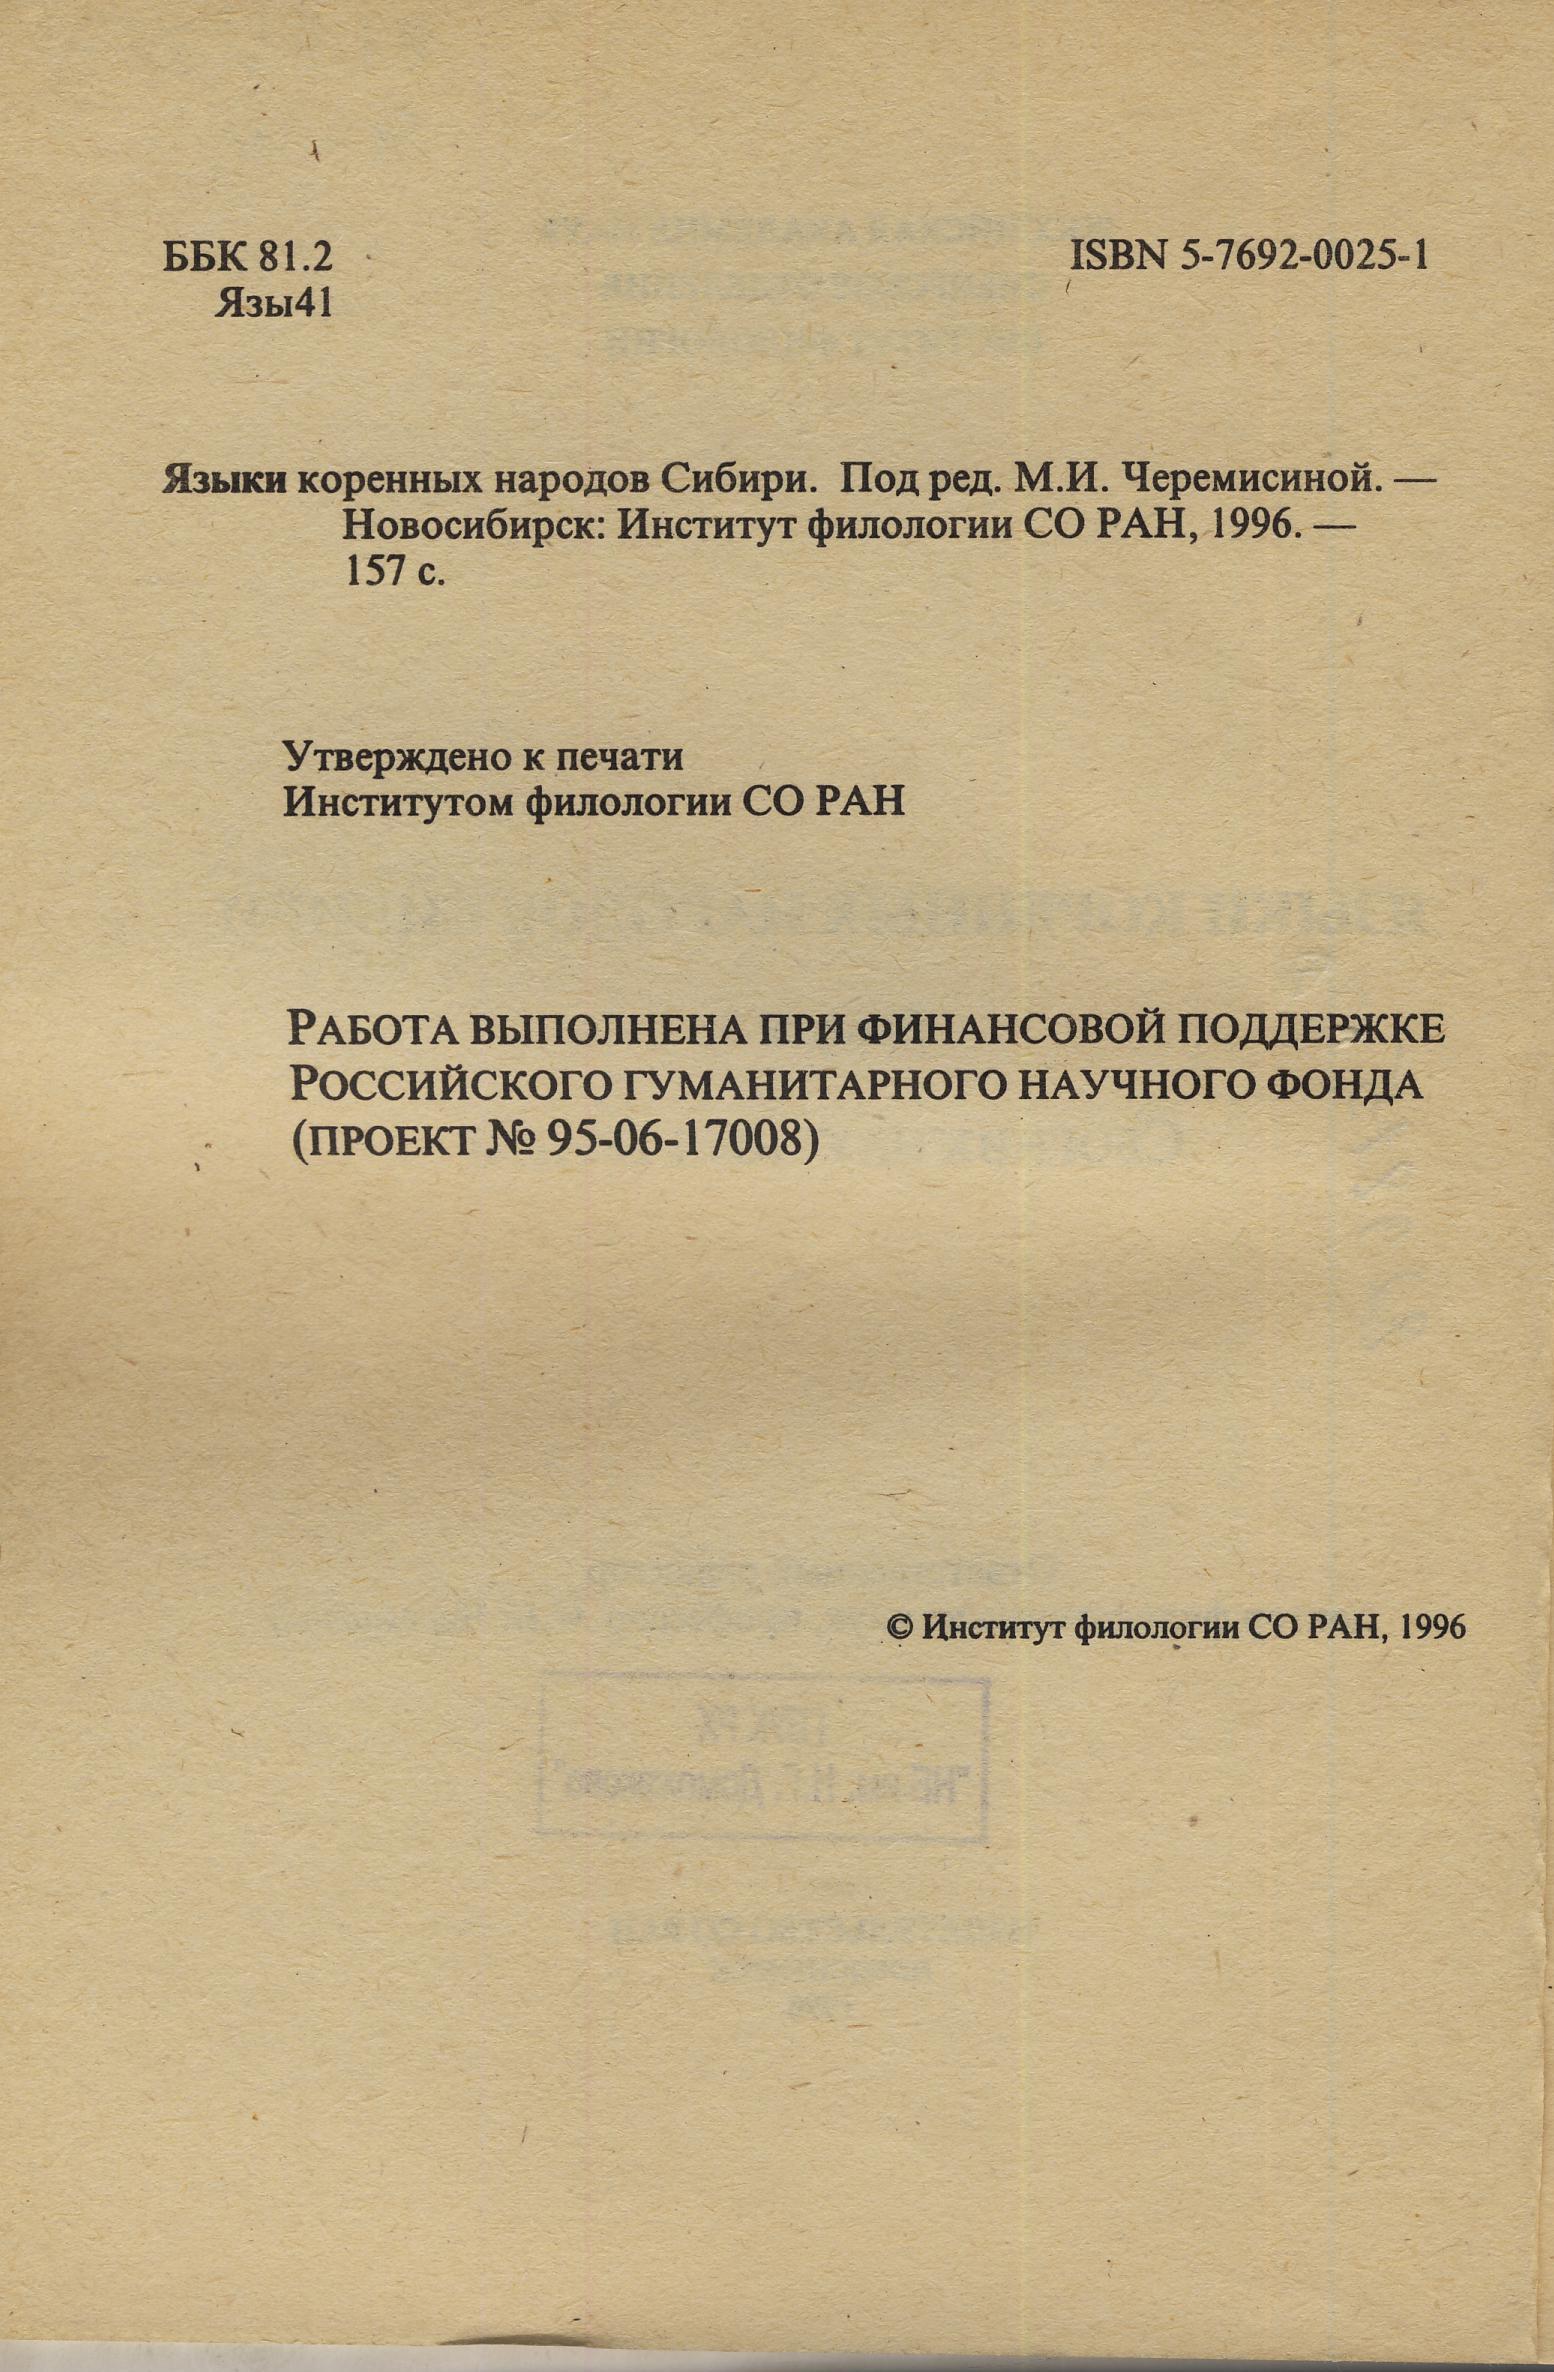 ББК 81.2
Язы41
ISBN 5-7692-0025-1
Языки коренных народов Сибири. Под ред. М.И. Черемисиной. —
Новосибирск: Институт филологии СО РАН, 1996. —
157 с.
Утверждено к печати
Институтом филологии СО РАН
РАБОТА ВЫПОЛНЕНА ПРИ ФИНАНСОВОЙ ПОДДЕРЖКЕ
РОССИЙСКОГО ГУМАНИТАРНОГО НАУЧНОГО ФОНДА
(ПРОЕКТ № 95-06-17008)
© Институт филологии СО РАН, 1996